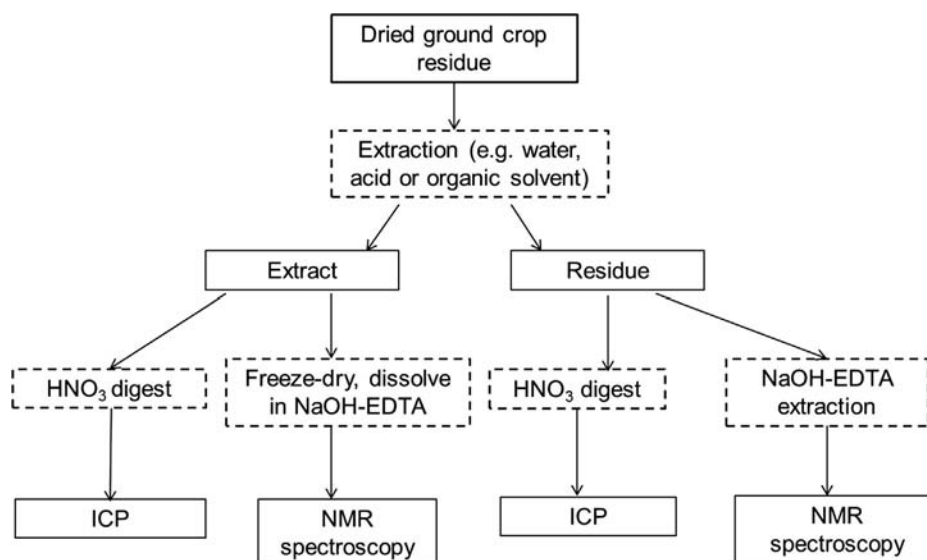 Dried ground crop
residue
Extraction (e.g. water,
acid or organic solvent)
Extract
Residue
HNO₃ digest
Freeze-dry, dissolve
in NaOH-EDTA
HNO₃ digest
NaOH-EDTA
extraction
ICP
NMR
spectroscopy
ICP
NMR
spectroscopy